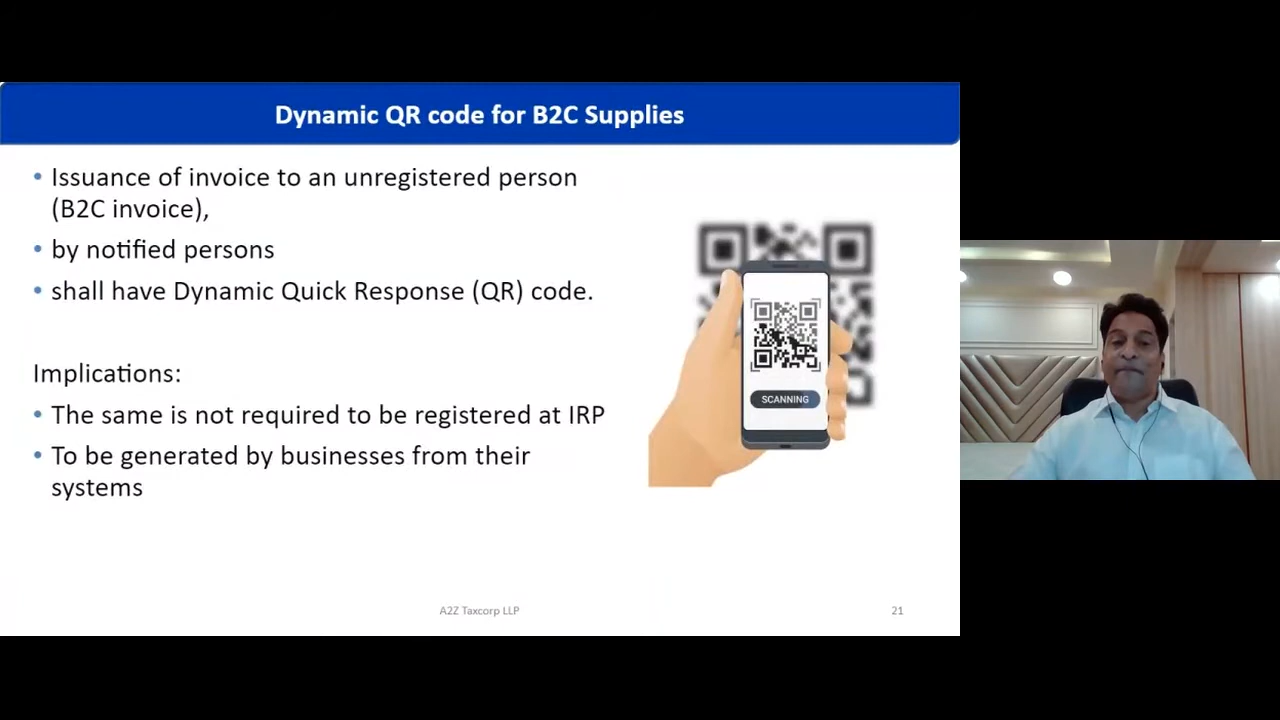 Dynamic QR code for B2C Supplies
• Issuance of invoice to an unregistered person
(B2C invoice),
• by notified persons
• shall have Dynamic Quick Response (QR) code.
Implications:
• The same is not required to be registered at IRP
• To be generated by businesses from their
systems
SCANNING
A2Z Taxcorp LLP
21